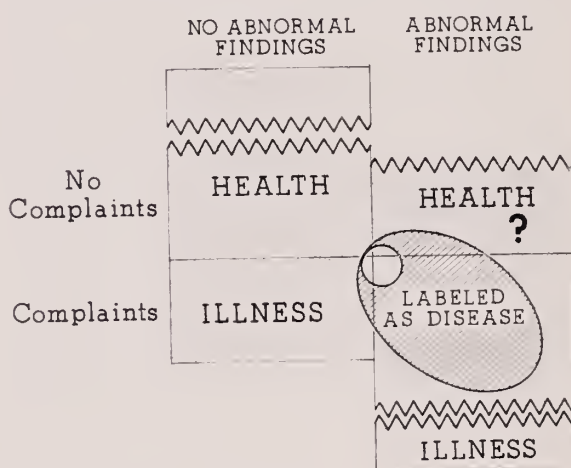 NO ABNORMAL
FINDINGS
ABNORMAL
FINDINGS
No
Complaints
HEALTH
HEALTH
?
Complaints
ILLNESS
LABELED
AS DISEASE
ILLNESS